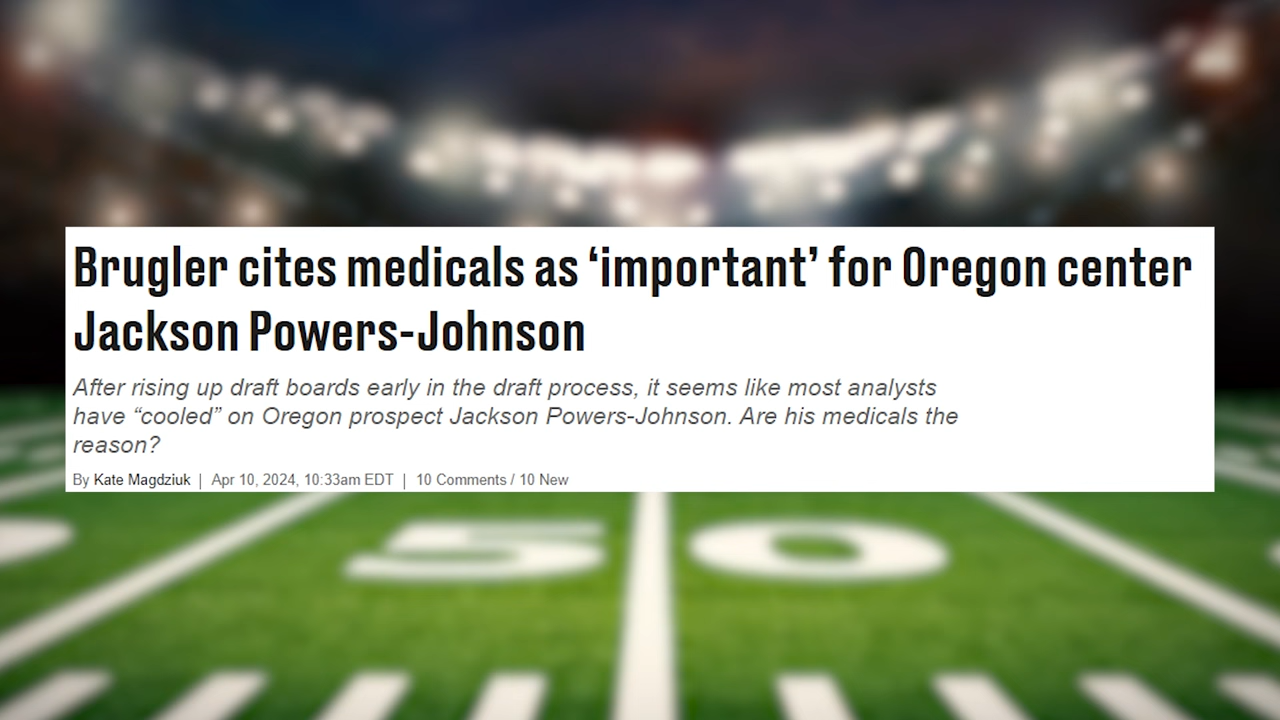 Brugler cites medicals as ‘important’ for Oregon center
Jackson Powers-Johnson
After rising up draft boards early in the draft process, it seems like most analysts
have “cooled” on Oregon prospect Jackson Powers-Johnson. Are his medicals the
reason?
By Kate Magdziuk | Apr 10, 2024, 10:33am EDT | 10 Comments / 10 New
5 0